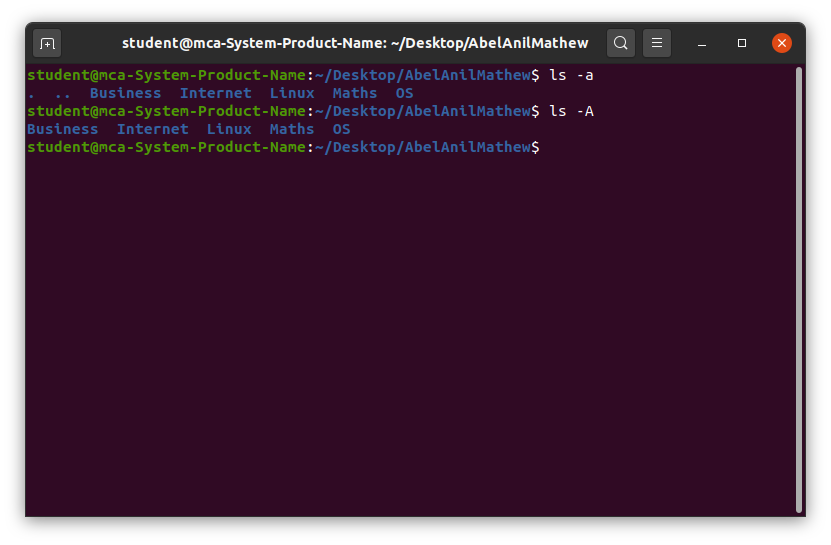 student@mca-System-Product-Name: ~/Desktop/AbelAnilMathew
student@mca-System-Product-Name:~/Desktop/AbelAnilMathew$ ls -a
.  ..  Business  Internet  Linux  Maths  OS
student@mca-System-Product-Name:~/Desktop/AbelAnilMathew$ ls -A
Business  Internet  Linux  Maths  OS
student@mca-System-Product-Name:~/Desktop/AbelAnilMathew$